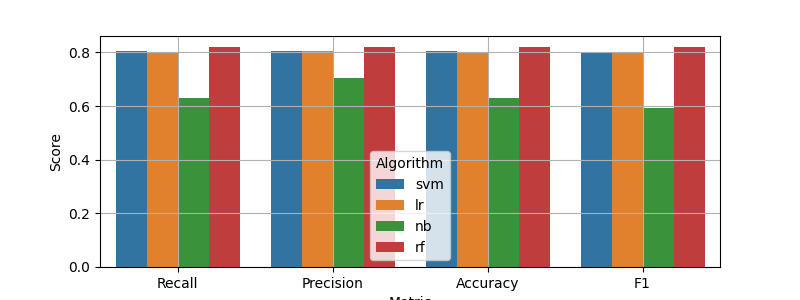 0.8
0.6
0.4
0.2
0.0
Score
Algorithm
svm
lr
nb
rf
Recall Precision Accuracy F1
Metric